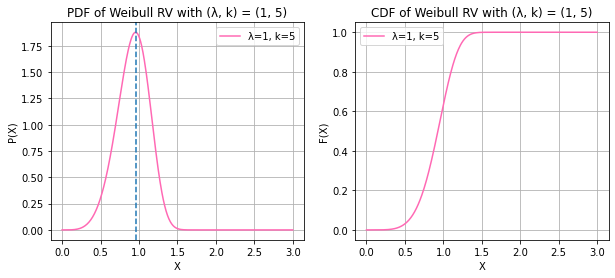 PDF of Weibull RV with (λ, k) = (1, 5)
λ=1, k=5
P(X)
1.75
1.50
1.25
1.00
0.75
0.50
0.25
0.00
0.0 0.5 1.0 1.5 2.0 2.5 3.0
X
CDF of Weibull RV with (λ, k) = (1, 5)
λ=1, k=5
F(X)
1.0
0.8
0.6
0.4
0.2
0.0
0.0 0.5 1.0 1.5 2.0 2.5 3.0
X